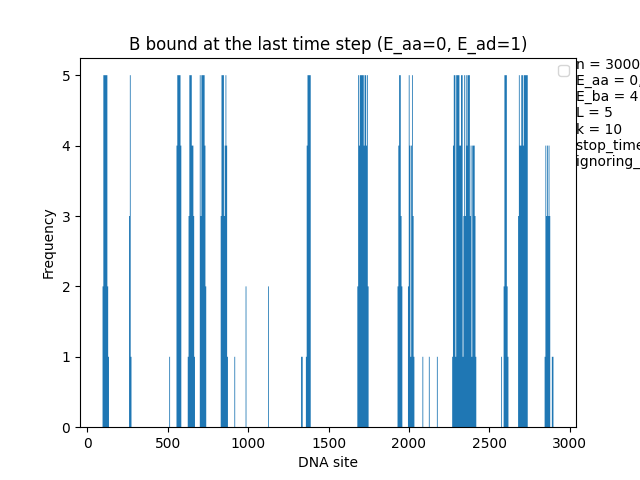 B bound at the last time step (E_aa=0, E_ad=1)
n = 3000
E_aa = 0,
E_ba = 4
L = 5
k = 10
stop_time
ignoring_
Frequency
5
4
3
2
1
0
0 500 1000 1500 2000 2500 3000
DNA site